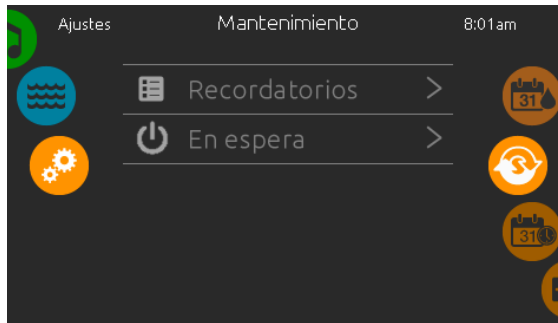 Ajustes Mantenimiento 8:01am
Recordatorios
31
En espera
31